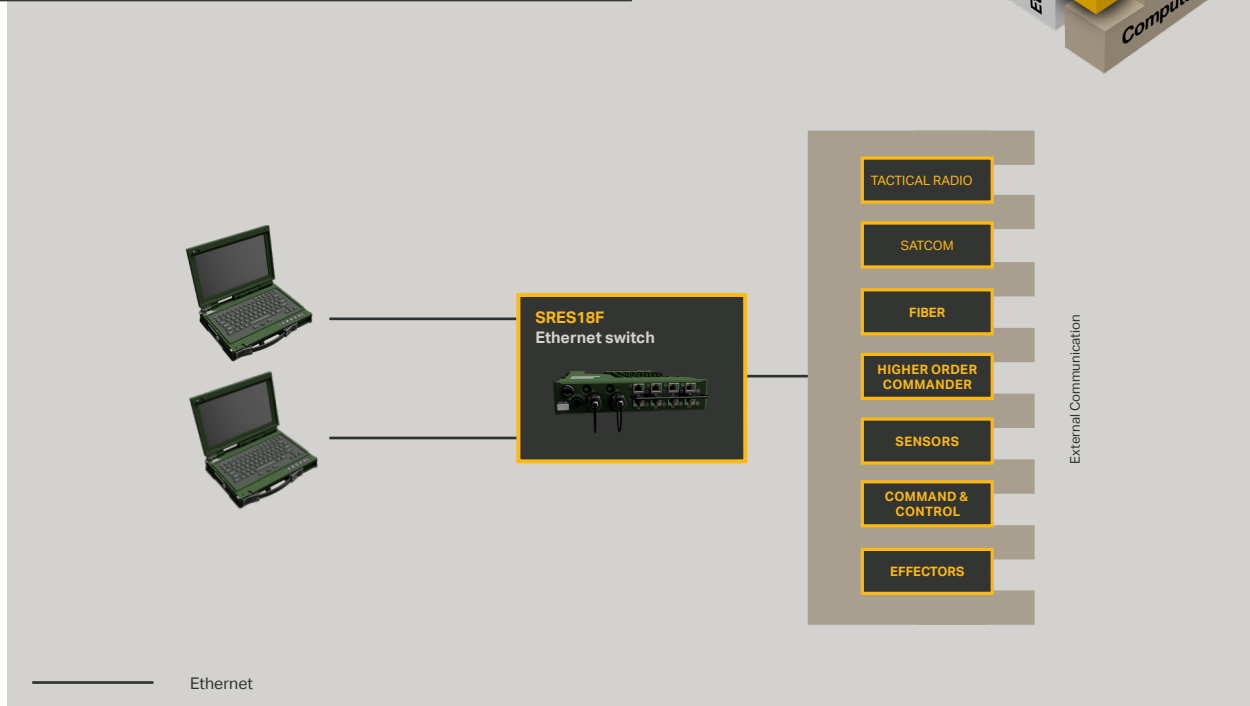 SRES18F
Ethernet switch
TACTICAL RADIO
SATCOM
FIBER
HIGHER ORDER
COMMANDER
SENSORS
COMMAND &
CONTROL
EFFECTORS
External Communication
Ethernet